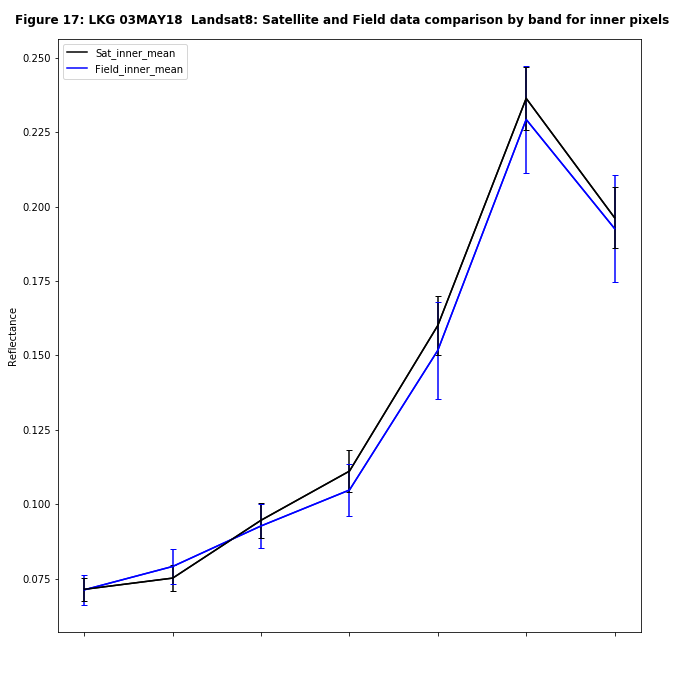 Figure 17: LKG 03MAY18  Landsat8: Satellite and Field data comparison by band for inner pixels
Sat_inner_mean
Field_inner_mean
0.250
0.225
0.200
0.175
0.150
0.125
0.100
0.075
Reflectance